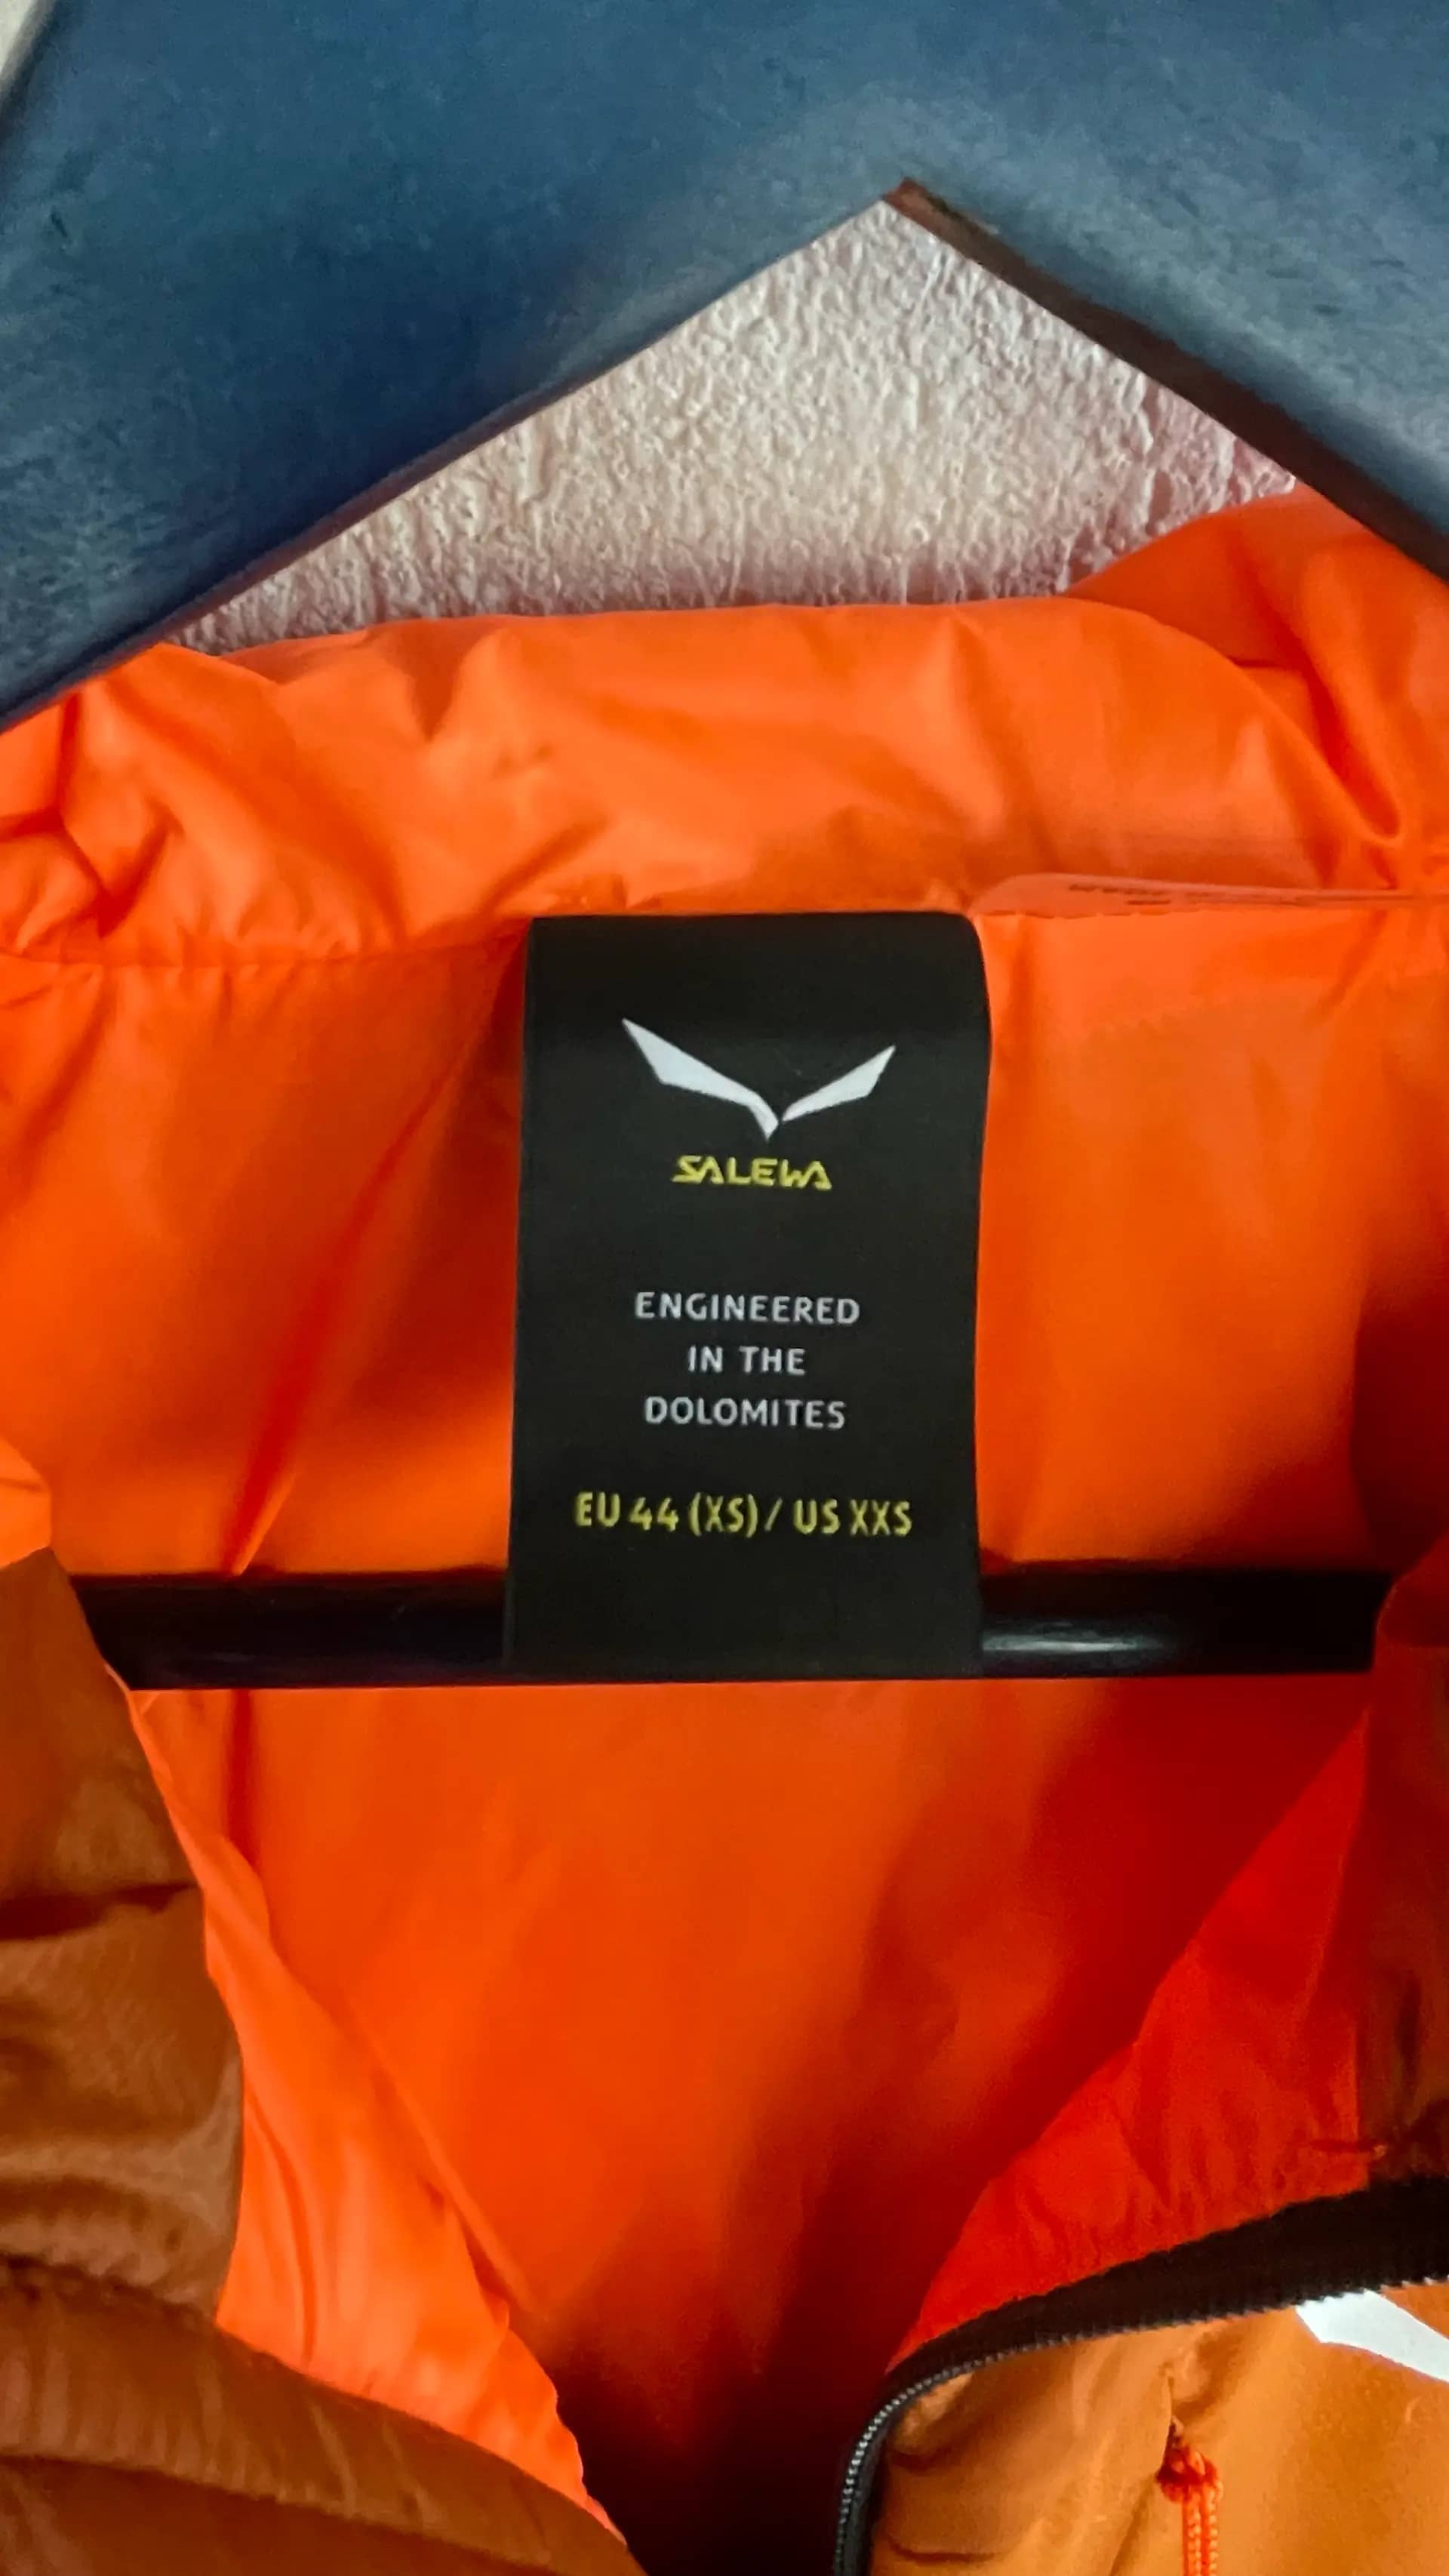 SALEWA
ENGINEERED
IN THE
DOLOMITES
EU 44 (XS) / US XXS